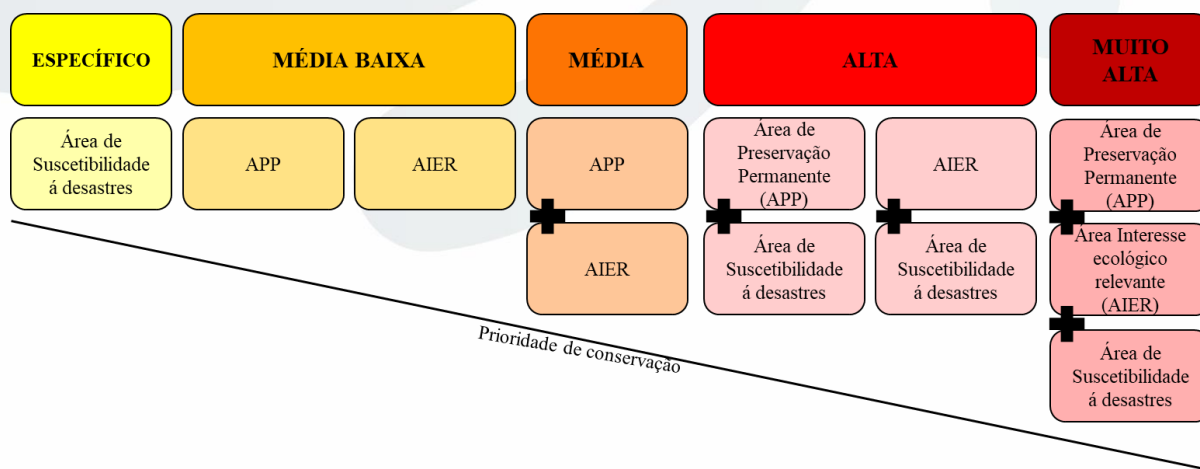 ESPECÍFICO
MÉDIA BAIXA
MÉDIA
ALTA
MUITO
ALTA
Área de
Suscetibilidade
á desastres
APP
AIER
APP
AIER
Área de
Preservação
Permanente
(APP)
Área de
Suscetibilidade
á desastres
AIER
Área de
Suscetibilidade
á desastres
Área de
Preservação
Permanente
(APP)
Área Interesse
ecológico
relevante
(AIER)
Área de
Suscetibilidade
á desastres
Prioridade de conservação